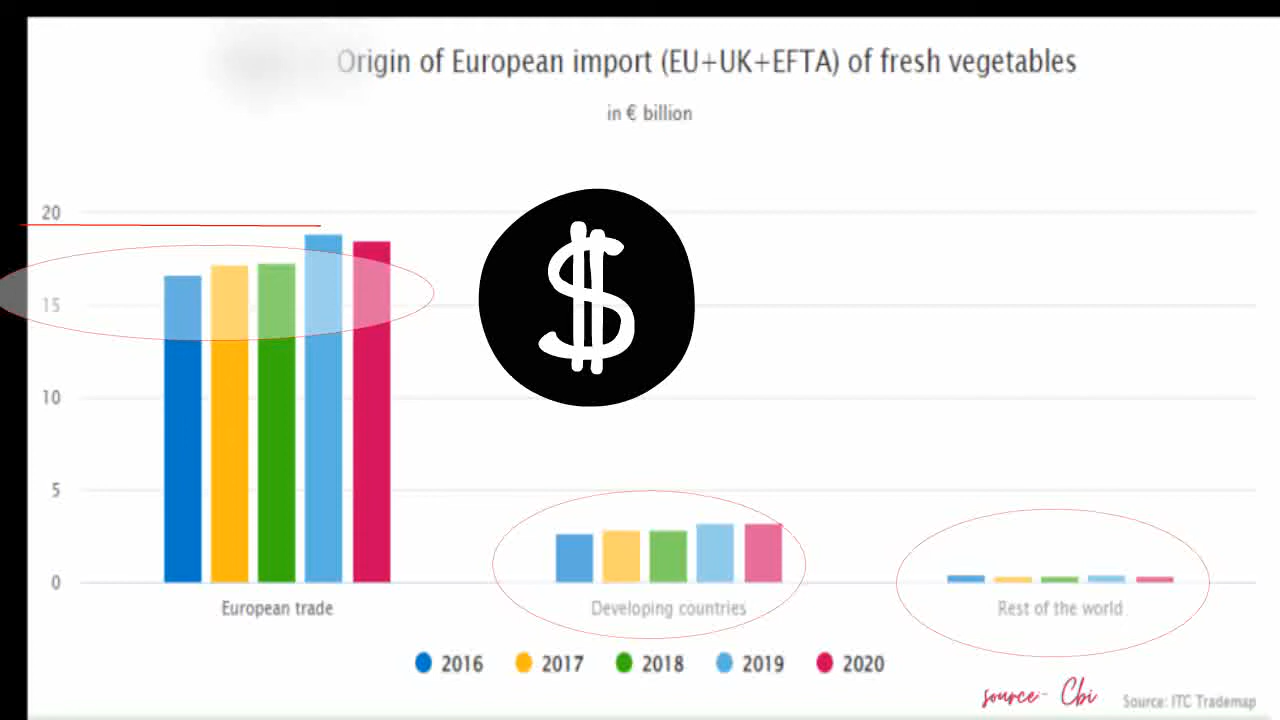 Origin of European import (EU+UK+EFTA) of fresh vegetables
in € billion
20
15
10
5
0
European trade
Developing countries
Rest of the world
2016 2017 2018 2019 2020
source- Cbi
Source: ITC Trademap
$